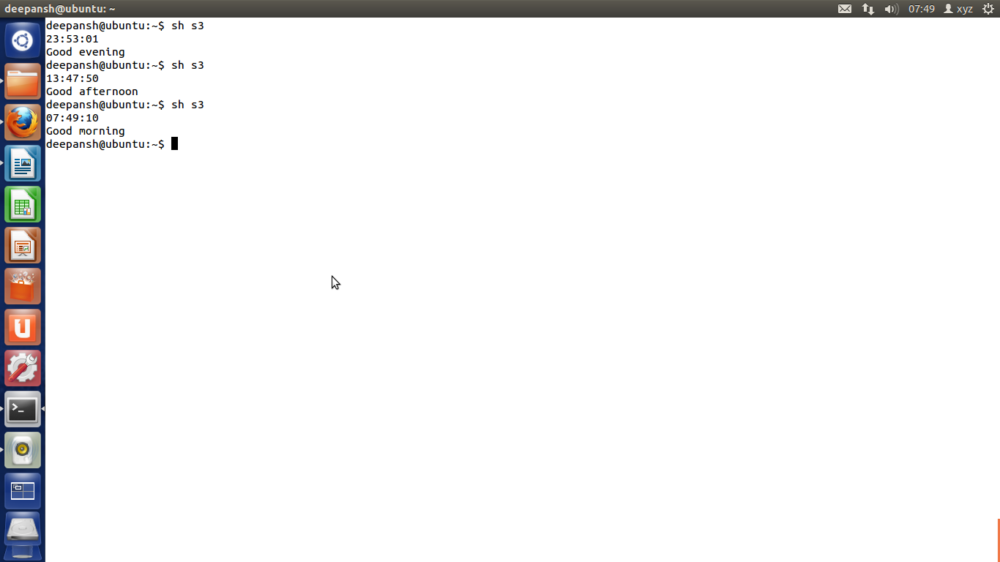 deepansh@ubuntu: ~
07:49 xyz
deepansh@ubuntu:~$ sh s3
23:53:01
Good evening
deepansh@ubuntu:~$ sh s3
13:47:50
Good afternoon
deepansh@ubuntu:~$ sh s3
07:49:10
Good morning
deepansh@ubuntu:~$